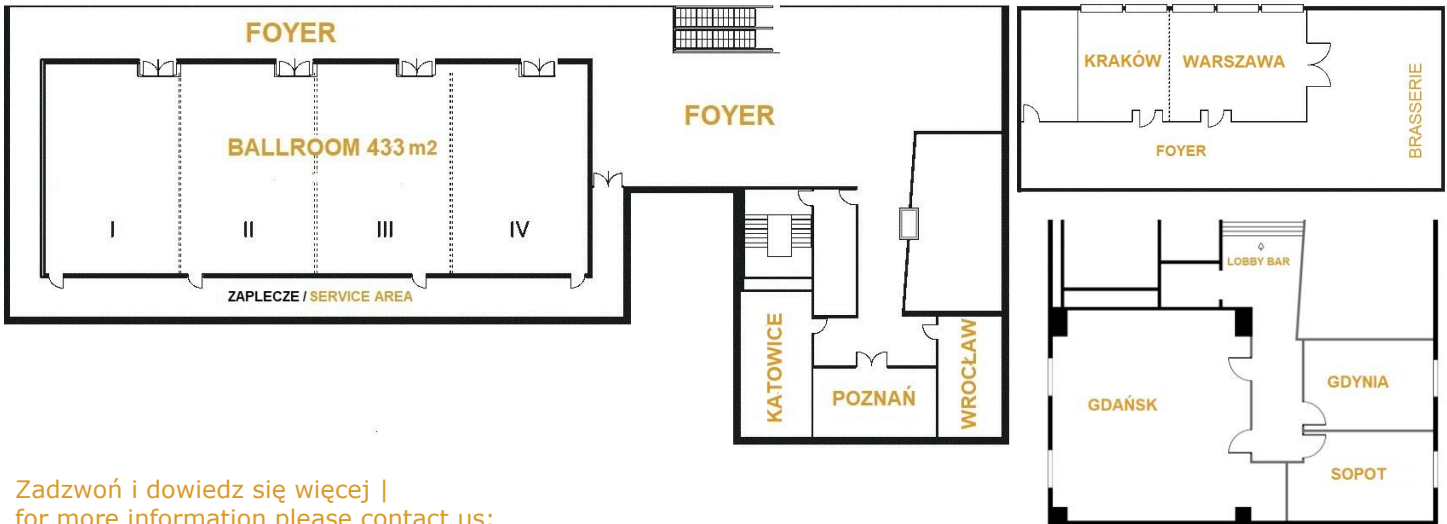 FOYER
FOYER
BALLROOM 433 m2
I
II
III
IV
ZAPLECZE / SERVICE AREA
KATOWICE
POZNAŃ
WROCŁAW
KRAKÓW
WARSZAWA
BRASSERIE
FOYER
LOBBY BAR
GDAŃSK
GDYNIA
SOPOT
Zadzwoń i dowiedz się więcej |
for more information please contact us: